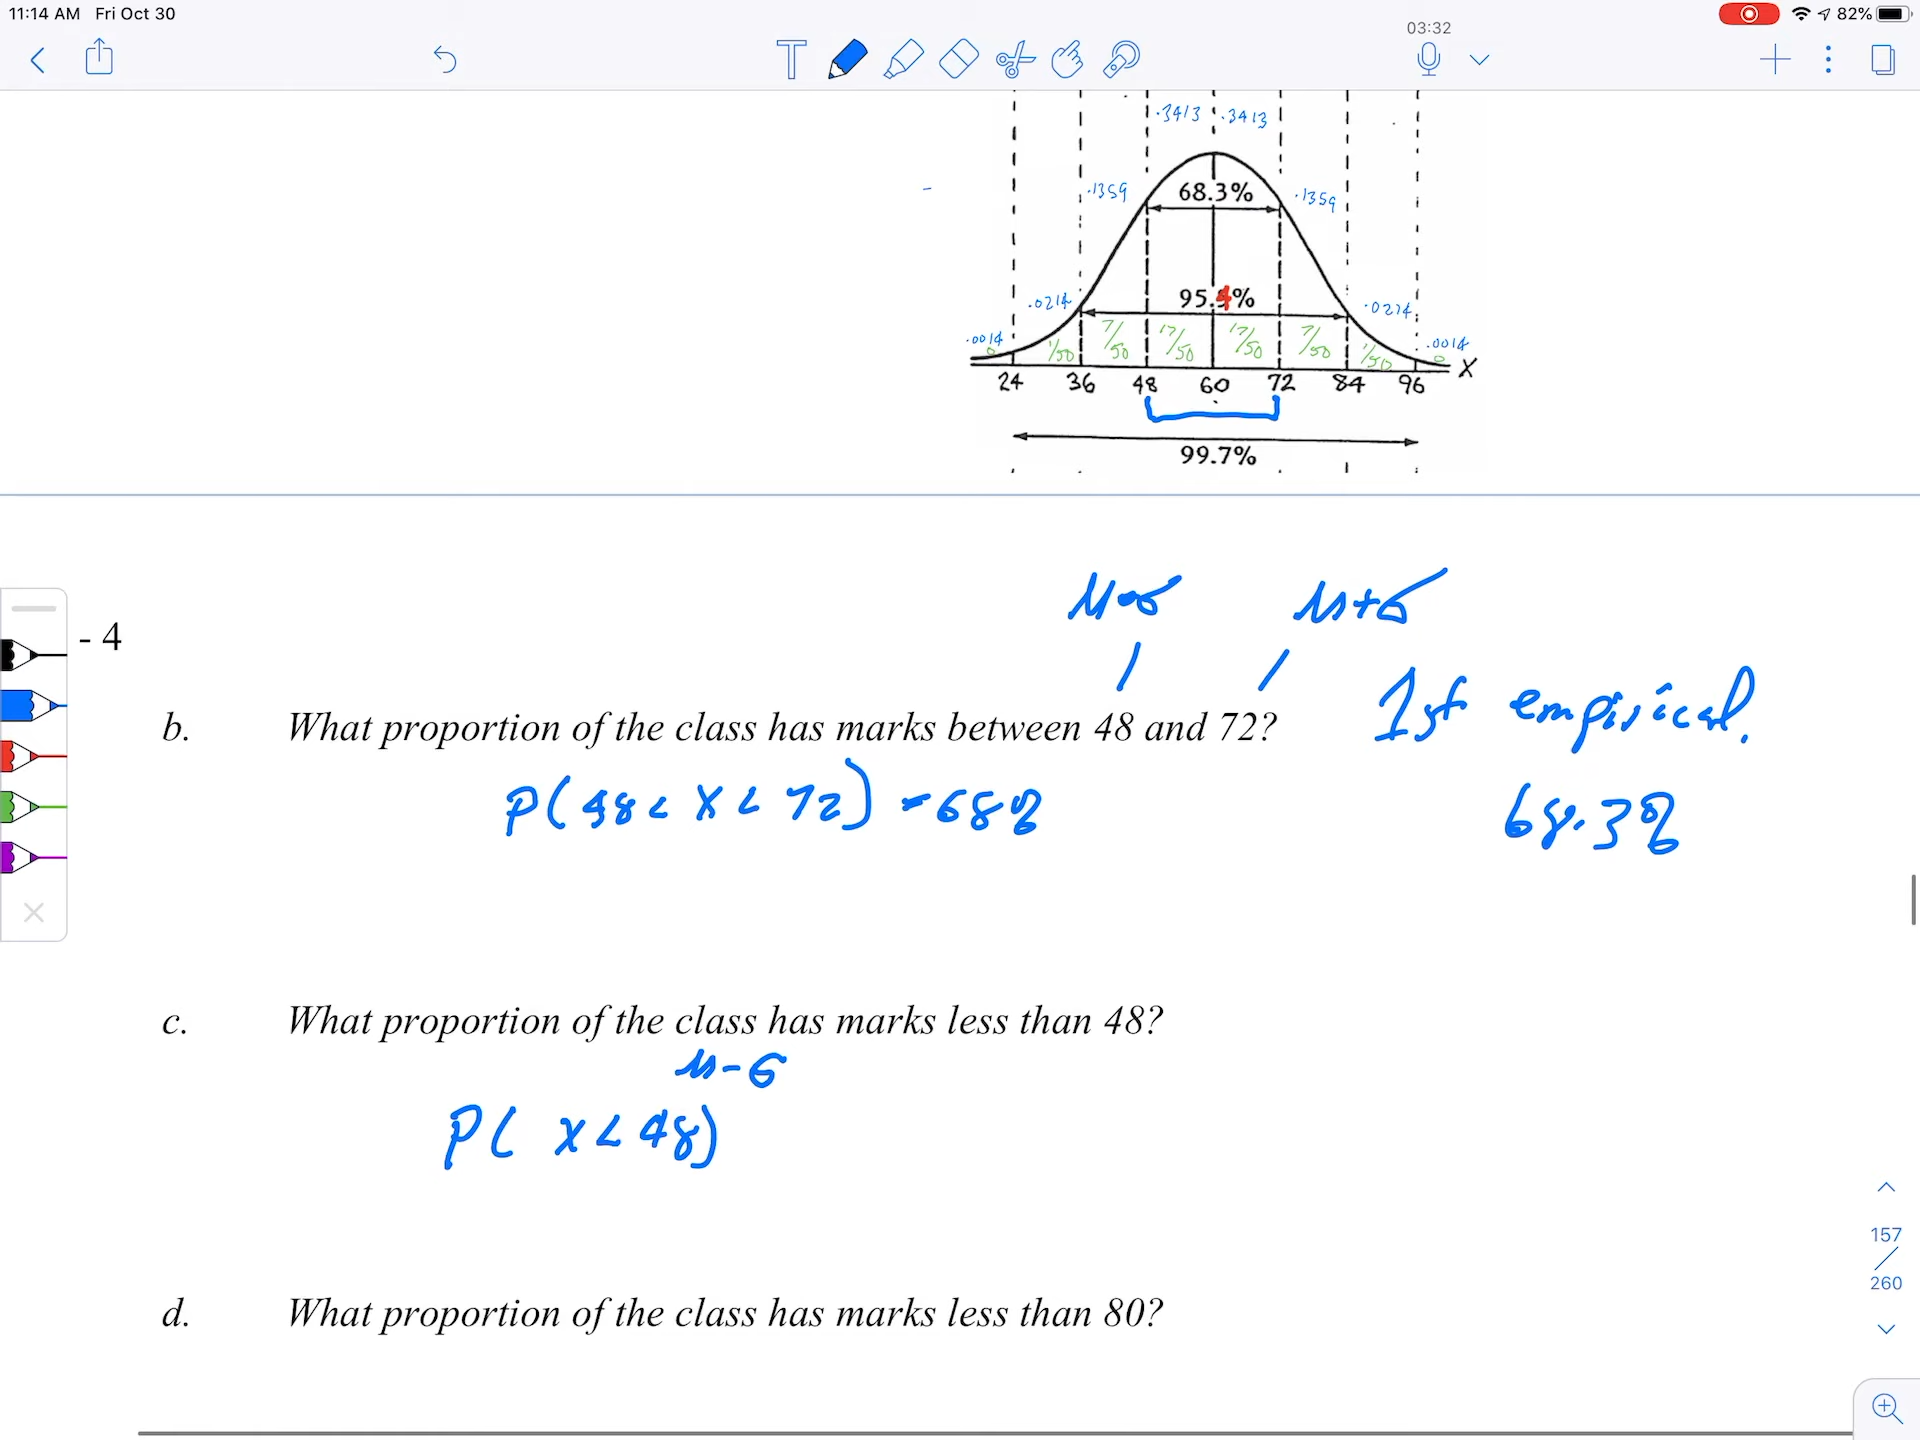 11:14 AM Fri Oct 30
82%
03:32
T
.3413 .3413
.1359 68.3% .1359
.0214 95.4% .0214
.0014 0 1/50 7/50 17/50 17/50 7/50 1/50 .0014 0
24 36 48 60 72 84 96 X
99.7%
μ-σ μ+σ
- 4
1st empirical.
b. What proportion of the class has marks between 48 and 72?
P(48 < X < 72) = 68%
68.3%
c. What proportion of the class has marks less than 48?
μ-σ
P( X < 48)
157
260
d. What proportion of the class has marks less than 80?